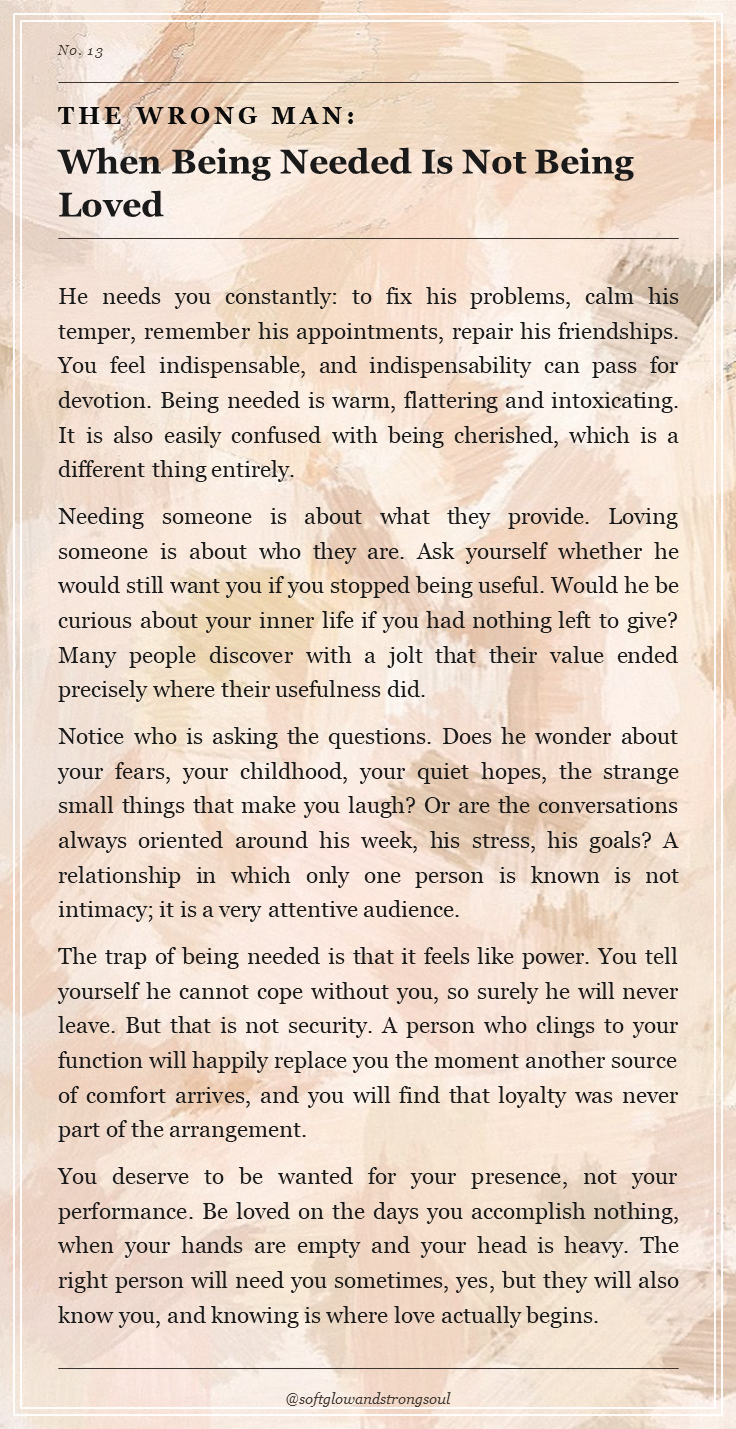 No. 13
THE WRONG MAN:
When Being Needed Is Not Being
Loved
He needs you constantly: to fix his problems, calm his
temper, remember his appointments, repair his friendships.
You feel indispensable, and indispensability can pass for
devotion. Being needed is warm, flattering and intoxicating.
It is also easily confused with being cherished, which is a
different thing entirely.
Needing someone is about what they provide. Loving
someone is about who they are. Ask yourself whether he
would still want you if you stopped being useful. Would he be
curious about your inner life if you had nothing left to give?
Many people discover with a jolt that their value ended
precisely where their usefulness did.
Notice who is asking the questions. Does he wonder about
your fears, your childhood, your quiet hopes, the strange
small things that make you laugh? Or are the conversations
always oriented around his week, his stress, his goals? A
relationship in which only one person is known is not
intimacy; it is a very attentive audience.
The trap of being needed is that it feels like power. You tell
yourself he cannot cope without you, so surely he will never
leave. But that is not security. A person who clings to your
function will happily replace you the moment another source
of comfort arrives, and you will find that loyalty was never
part of the arrangement.
You deserve to be wanted for your presence, not your
performance. Be loved on the days you accomplish nothing,
when your hands are empty and your head is heavy. The
right person will need you sometimes, yes, but they will also
know you, and knowing is where love actually begins.
@softglowandstrongsoul